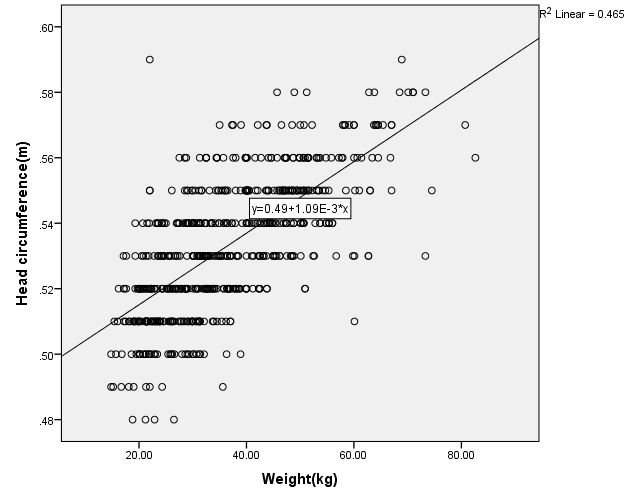 R2 Linear = 0.465
.60
.58
.56
.54
.52
.50
.48
Head circumference(m)
y=0.49+1.09E-3*x
20.00 40.00 60.00 80.00
Weight(kg)